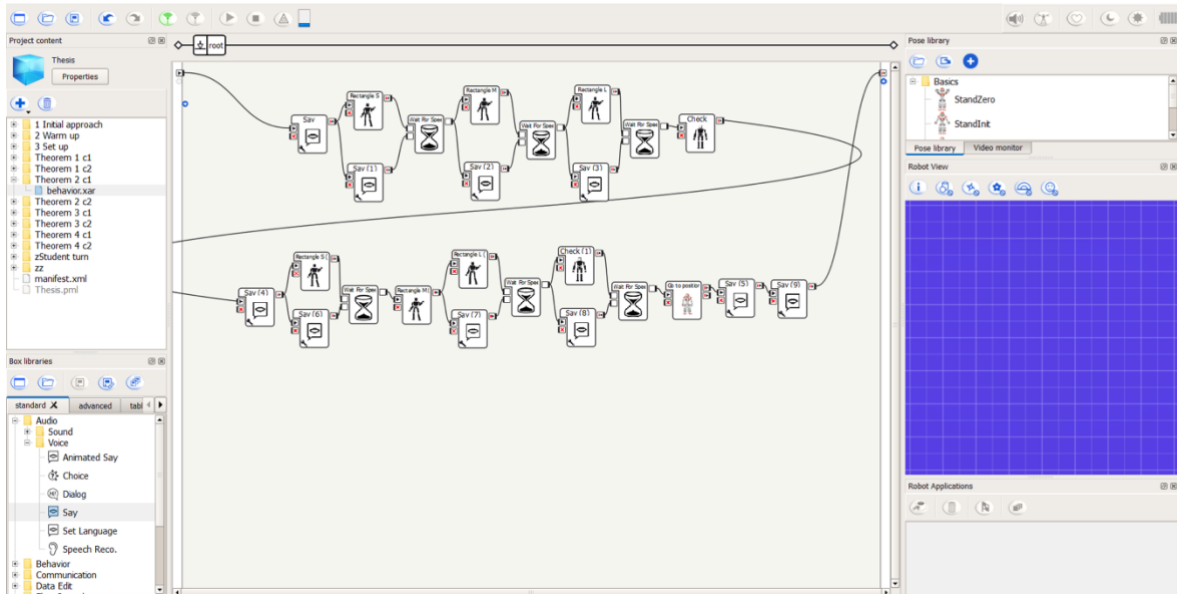 Project content
Thesis
Properties
1 Initial approach
2 Warm up
3 Set up
Theorem 1 c1
Theorem 1 c2
Theorem 2 c1
behavior.xar
Theorem 2 c2
Theorem 3 c1
Theorem 3 c2
Theorem 4 c1
Theorem 4 c2
zStudent turn
zz
manifest.xml
Thesis.pml
Box libraries
standard
advanced
tabl
Audio
Sound
Voice
Animated Say
Choice
Dialog
Say
Set Language
Speech Reco.
Behavior
Communication
Data Edit
root
Say
Rectangle S
Say (1)
Wait For Spee
Rectangle M
Say (2)
Wait For Spee
Rectangle L
Say (3)
Wait For Spee
Check
Say (4)
Rectangle S(
Say (6)
Wait For Spee
Rectangle M(
Rectangle L (
Say (7)
Wait For Spee
Check (1)
Say (8)
Wait For Spee
Say (5)
Say (9)
Pose library
Basics
StandZero
StandInit
Pose library
Video monitor
Robot View
Robot Applications